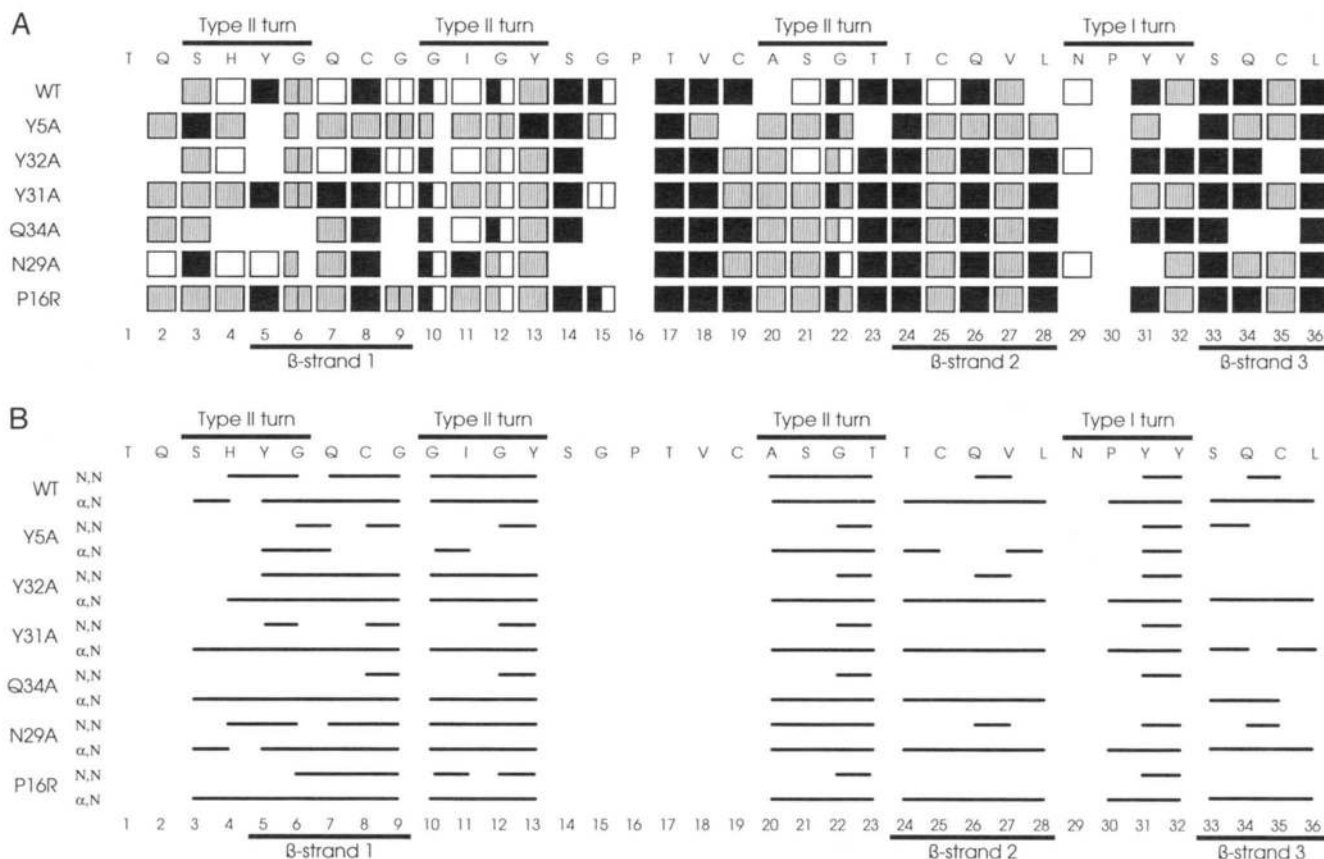 A
Type II turn Type II turn Type II turn Type I turn
T Q S H Y G Q C G G I G Y S G P T V C A S G T T C Q V L N P Y Y S Q C L
WT
Y5A
Y32A
Y31A
Q34A
N29A
P16R
1 2 3 4 5 6 7 8 9 10 11 12 13 14 15 16 17 18 19 20 21 22 23 24 25 26 27 28 29 30 31 32 33 34 35 36
ß-strand 1 ß-strand 2 ß-strand 3
B
Type II turn Type II turn Type II turn Type I turn
T Q S H Y G Q C G G I G Y S G P T V C A S G T T C Q V L N P Y Y S Q C L
WT N,N
α,N
Y5A N,N
α,N
Y32A N,N
α,N
Y31A N,N
α,N
Q34A N,N
α,N
N29A N,N
α,N
P16R N,N
α,N
1 2 3 4 5 6 7 8 9 10 11 12 13 14 15 16 17 18 19 20 21 22 23 24 25 26 27 28 29 30 31 32 33 34 35 36
ß-strand 1 ß-strand 2 ß-strand 3